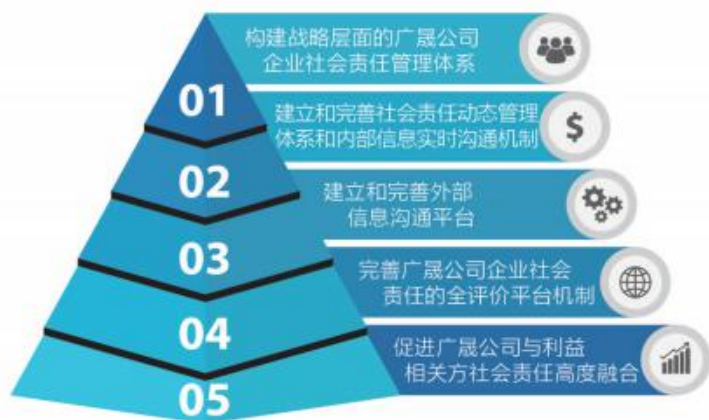 01
构建战略层面的广晟公司
企业社会责任管理体系
02
建立和完善社会责任动态管理
体系和内部信息实时沟通机制
$
03
建立和完善外部
信息沟通平台
04
完善广晟公司企业社会
责任的全评价平台机制
05
促进广晟公司与利益
相关方社会责任高度融合